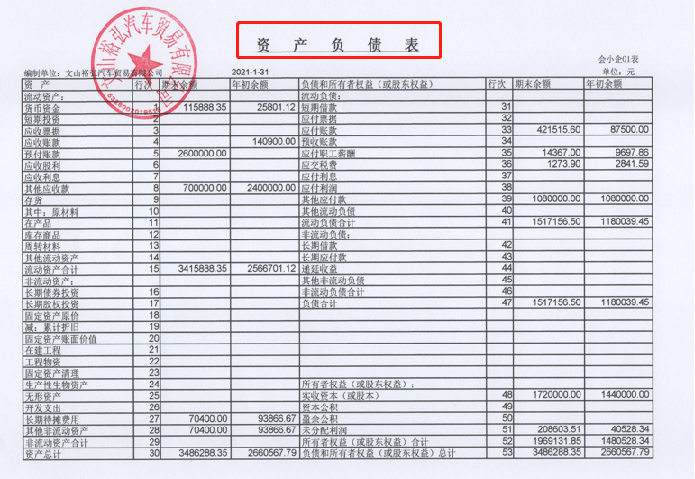 资 产 负 债 表
会小企01表
编制单位：文山裕弘汽车贸易有限公司 2021-1-31 单位：元
资 产 行次 期末余额 年初余额 负债和所有者权益（或股东权益） 行次 期末余额 年初余额
流动资产： 流动负债：
货币资金 1 115888.35 25801.12 短期借款 31
短期投资 2 应付票据 32
应收票据 3 应付账款 33 421515.60 87500.00
应收账款 4 140900.00 预收账款 34
预付账款 5 2600000.00 应付职工薪酬 35 14367.00 9697.86
应收股利 6 应交税费 36 1273.90 2841.59
应收利息 7 应付利息 37
其他应收款 8 700000.00 2400000.00 应付利润 38
存货 9 其他应付款 39 1080000.00 1080000.00
其中：原材料 10 其他流动负债 40
在产品 11 流动负债合计 41 1517156.50 1180039.45
库存商品 12 非流动负债：
周转材料 13 长期借款 42
其他流动资产 14 长期应付款 43
流动资产合计 15 3415888.35 2566701.12 递延收益 44
非流动资产： 其他非流动负债 45
长期债券投资 16 非流动负债合计 46
长期股权投资 17 负债合计 47 1517156.50 1180039.45
固定资产原价 18
减：累计折旧 19
固定资产账面价值 20
在建工程 21
工程物资 22
固定资产清理 23
生产性生物资产 24 所有者权益（或股东权益）：
无形资产 25 实收资本（或股本） 48 1720000.00 1440000.00
开发支出 26 资本公积 49
长期待摊费用 27 70400.00 93866.67 盈余公积 50
其他非流动资产 28 70400.00 93866.67 未分配利润 51 208603.51 40528.34
非流动资产合计 29 所有者权益（或股东权益）合计 52 1969131.85 1480528.34
资产总计 30 3486288.35 2660567.79 负债和所有者权益（或股东权益）总计 53 3486288.35 2660567.79
文山裕弘汽车贸易有限公司